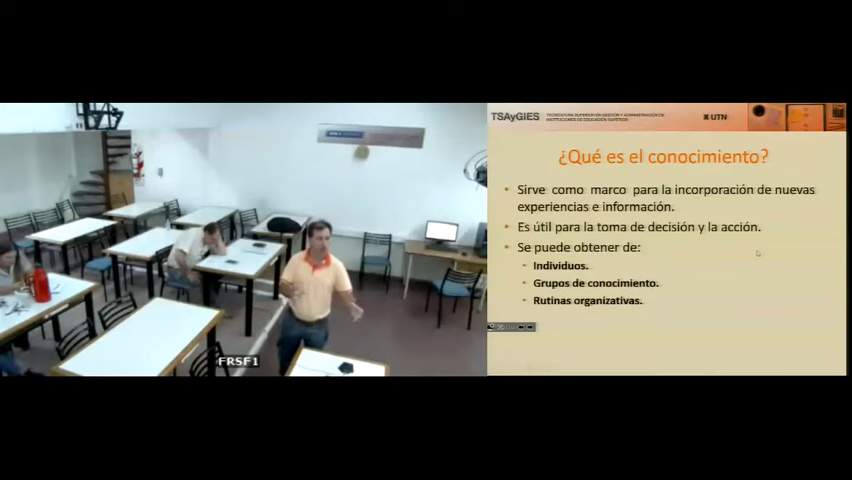 TSAyGIES
TECNICATURA SUPERIOR EN GESTIÓN Y ADMINISTRACIÓN EN
INSTITUCIONES DE EDUCACIÓN SUPERIOR
UTN
¿Qué es el conocimiento?
• Sirve como marco para la incorporación de nuevas
experiencias e información.
• Es útil para la toma de decisión y la acción.
• Se puede obtener de:
• Individuos.
• Grupos de conocimiento.
• Rutinas organizativas.
FRSF1